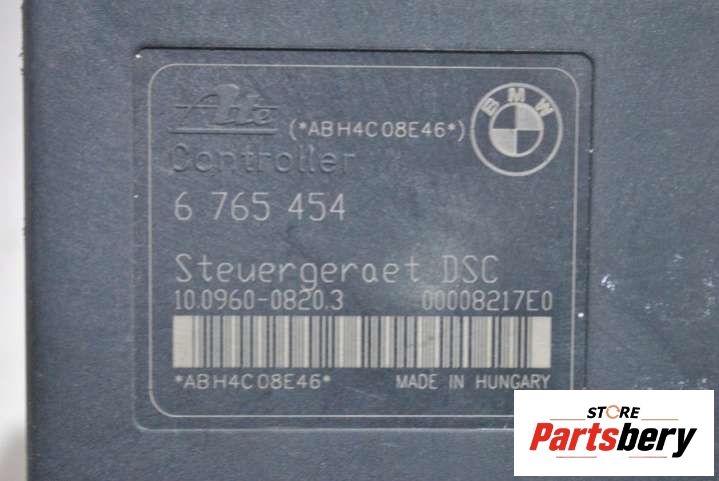 Ate
(*ABH4C08E46*)
BMW
Controller
6 765 454
Steuergeraet DSC
10.0960-0820.3 00008217E0
*ABH4C08E46* MADE IN HUNGARY
STORE
Partsbery